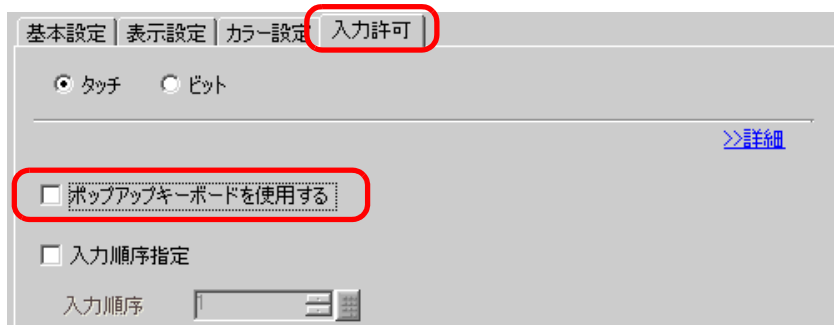 基本設定 表示設定 カラー設定 入力許可
タッチ ビット
>>詳細
ポップアップキーボードを使用する
入力順序指定
入力順序 1